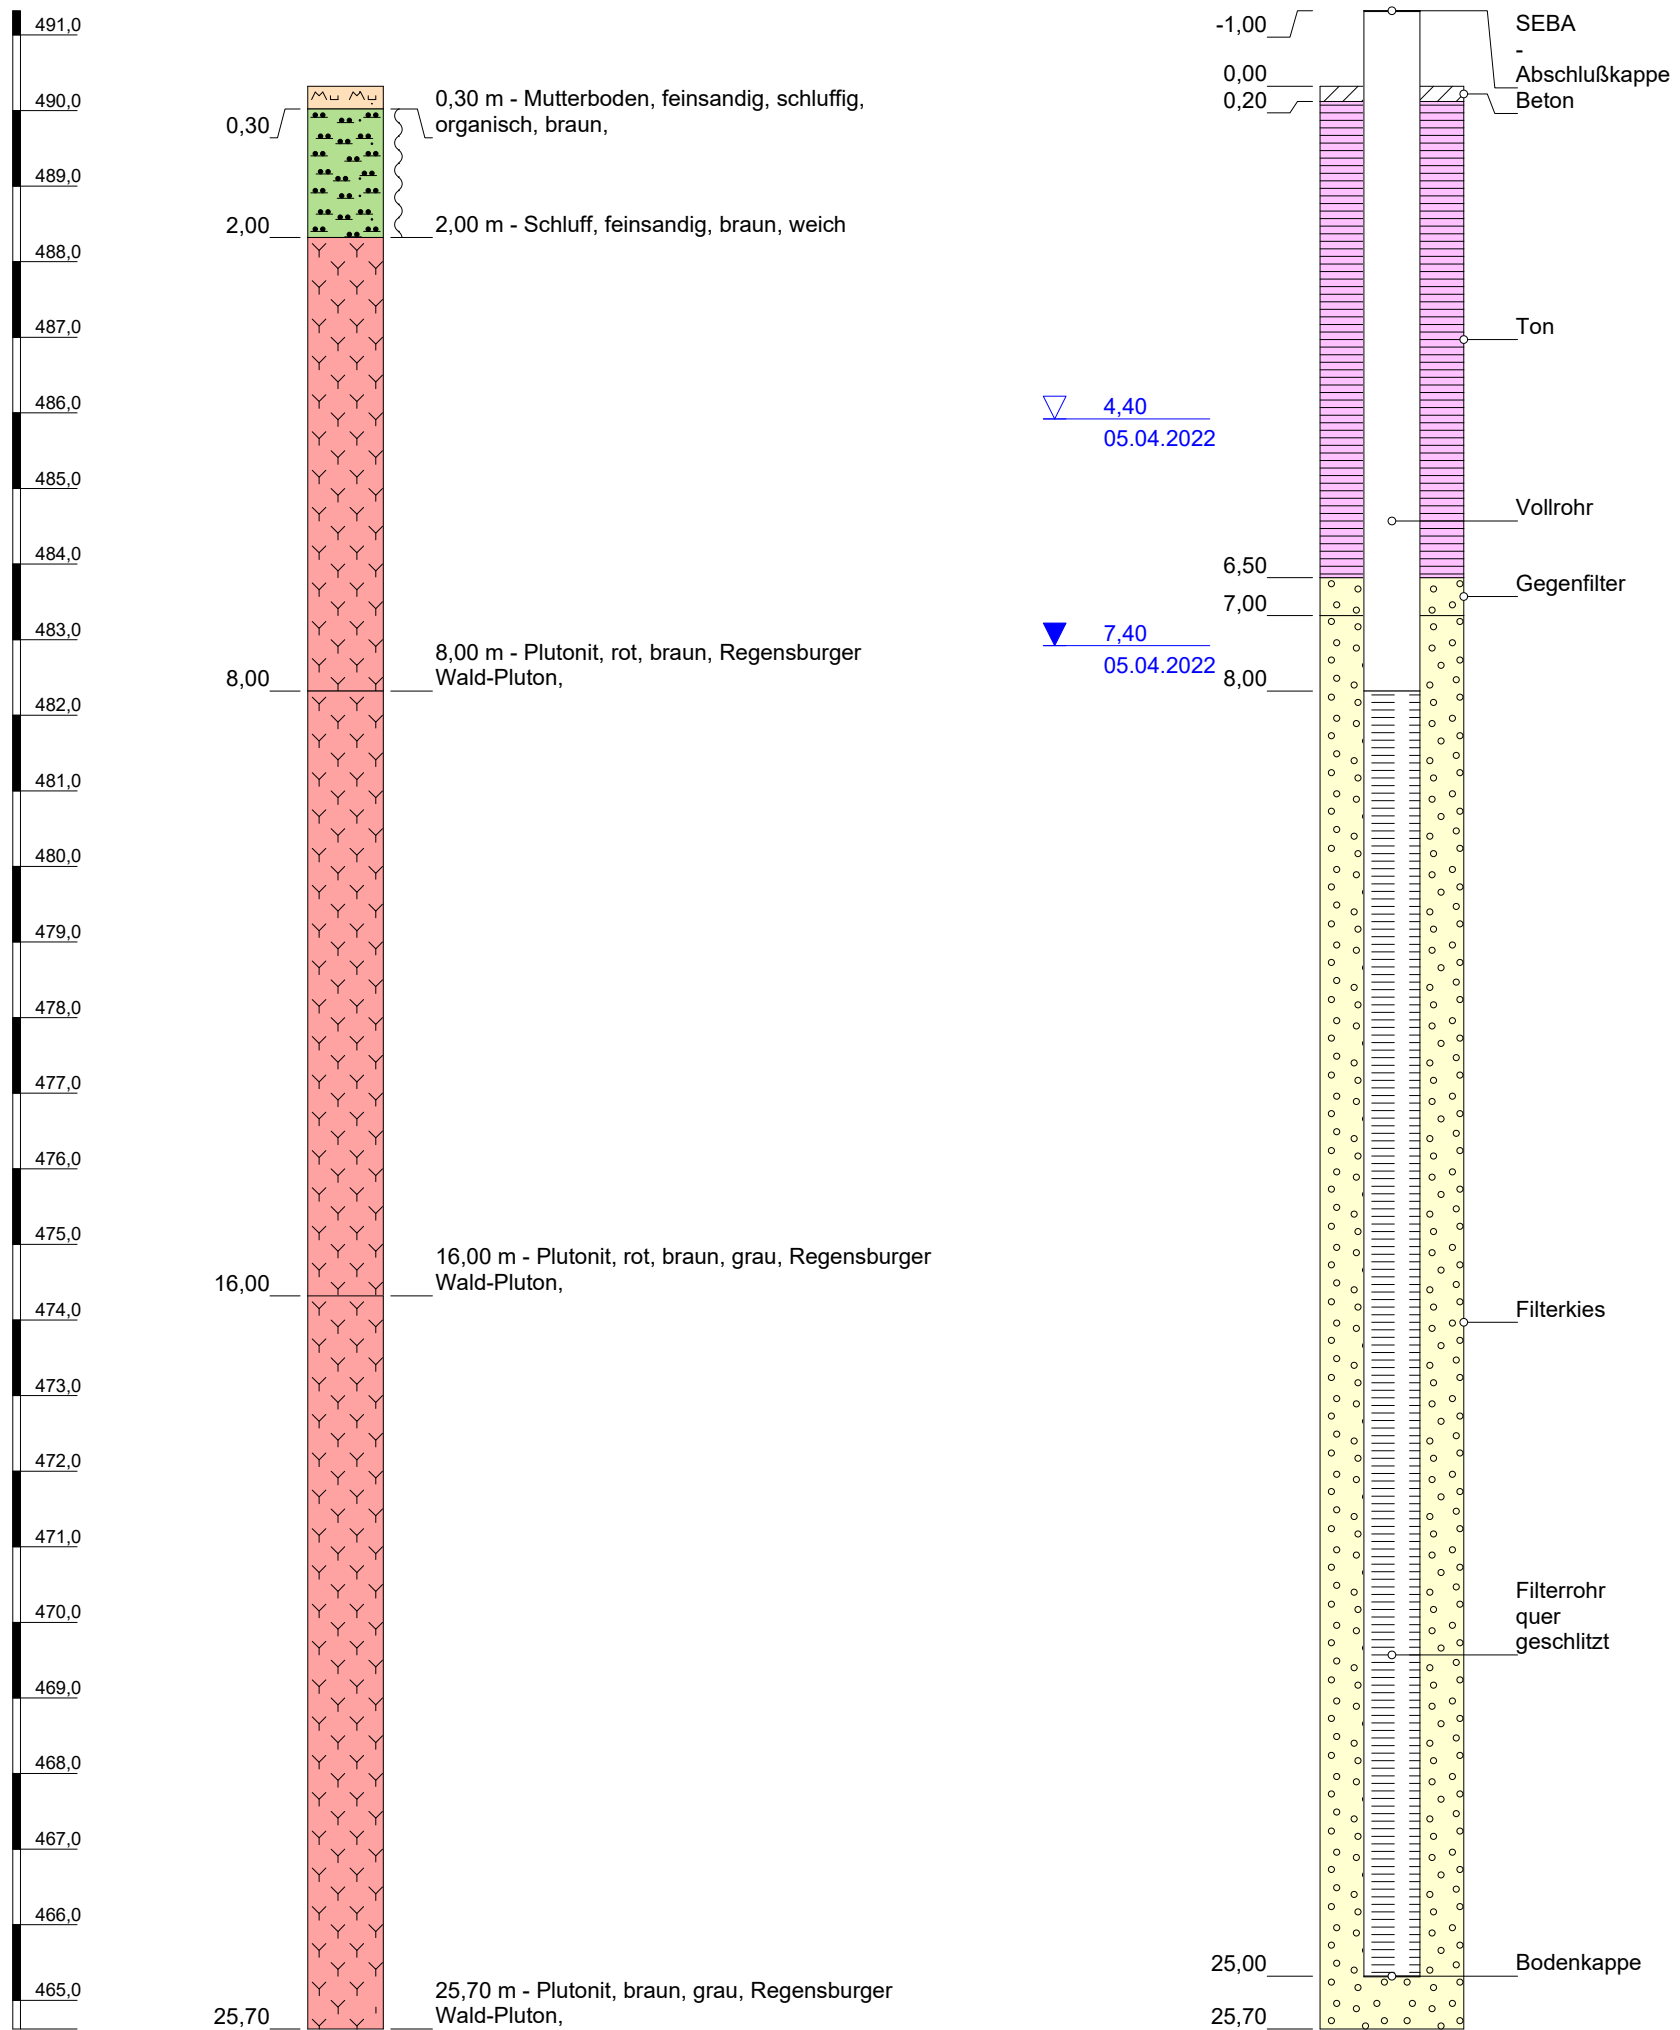 491,0
490,0
489,0
488,0
487,0
486,0
485,0
484,0
483,0
482,0
481,0
480,0
479,0
478,0
477,0
476,0
475,0
474,0
473,0
472,0
471,0
470,0
469,0
468,0
467,0
466,0
465,0
0,30
2,00
8,00
16,00
25,70
0,30 m - Mutterboden, feinsandig, schluffig,
organisch, braun,
2,00 m - Schluff, feinsandig, braun, weich
8,00 m - Plutonit, rot, braun, Regensburger
Wald-Pluton,
16,00 m - Plutonit, rot, braun, grau, Regensburger
Wald-Pluton,
25,70 m - Plutonit, braun, grau, Regensburger
Wald-Pluton,
4,40
05.04.2022
7,40
05.04.2022
-1,00
0,00
0,20
6,50
7,00
8,00
25,00
25,70
SEBA
-
Abschlußkappe
Beton
Ton
Vollrohr
Gegenfilter
Filterkies
Filterrohr
quer
geschlitzt
Bodenkappe